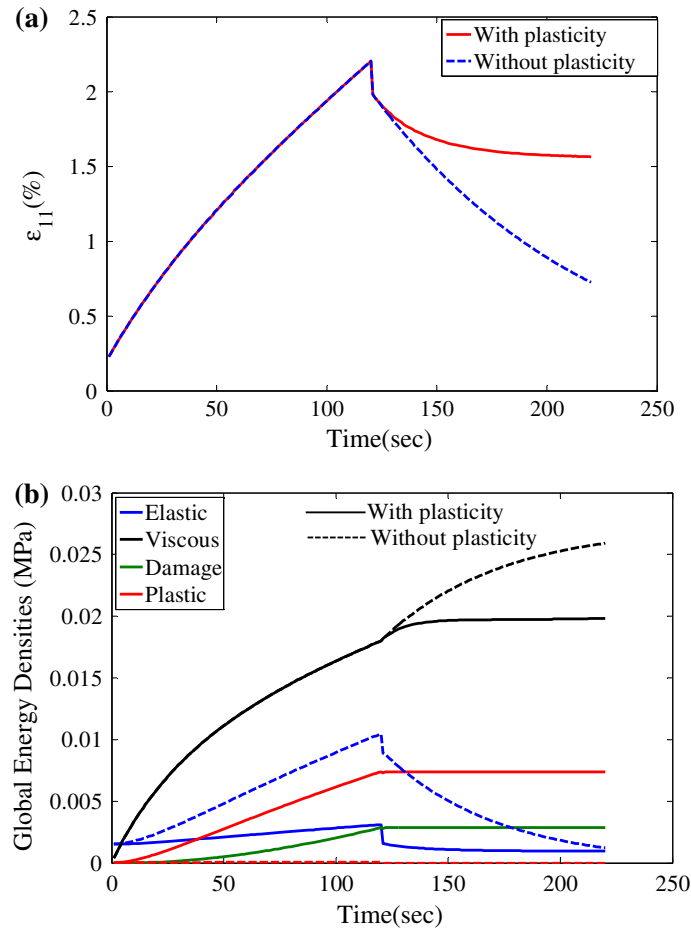 (a)
2.5
2
1.5
1
0.5
0
ε11(%)
With plasticity
Without plasticity
0 50 100 150 200 250
Time(sec)
(b)
0.03
0.025
0.02
0.015
0.01
0.005
0
Global Energy Densities (MPa)
Elastic
Viscous
Damage
Plastic
With plasticity
Without plasticity
0 50 100 150 200 250
Time(sec)